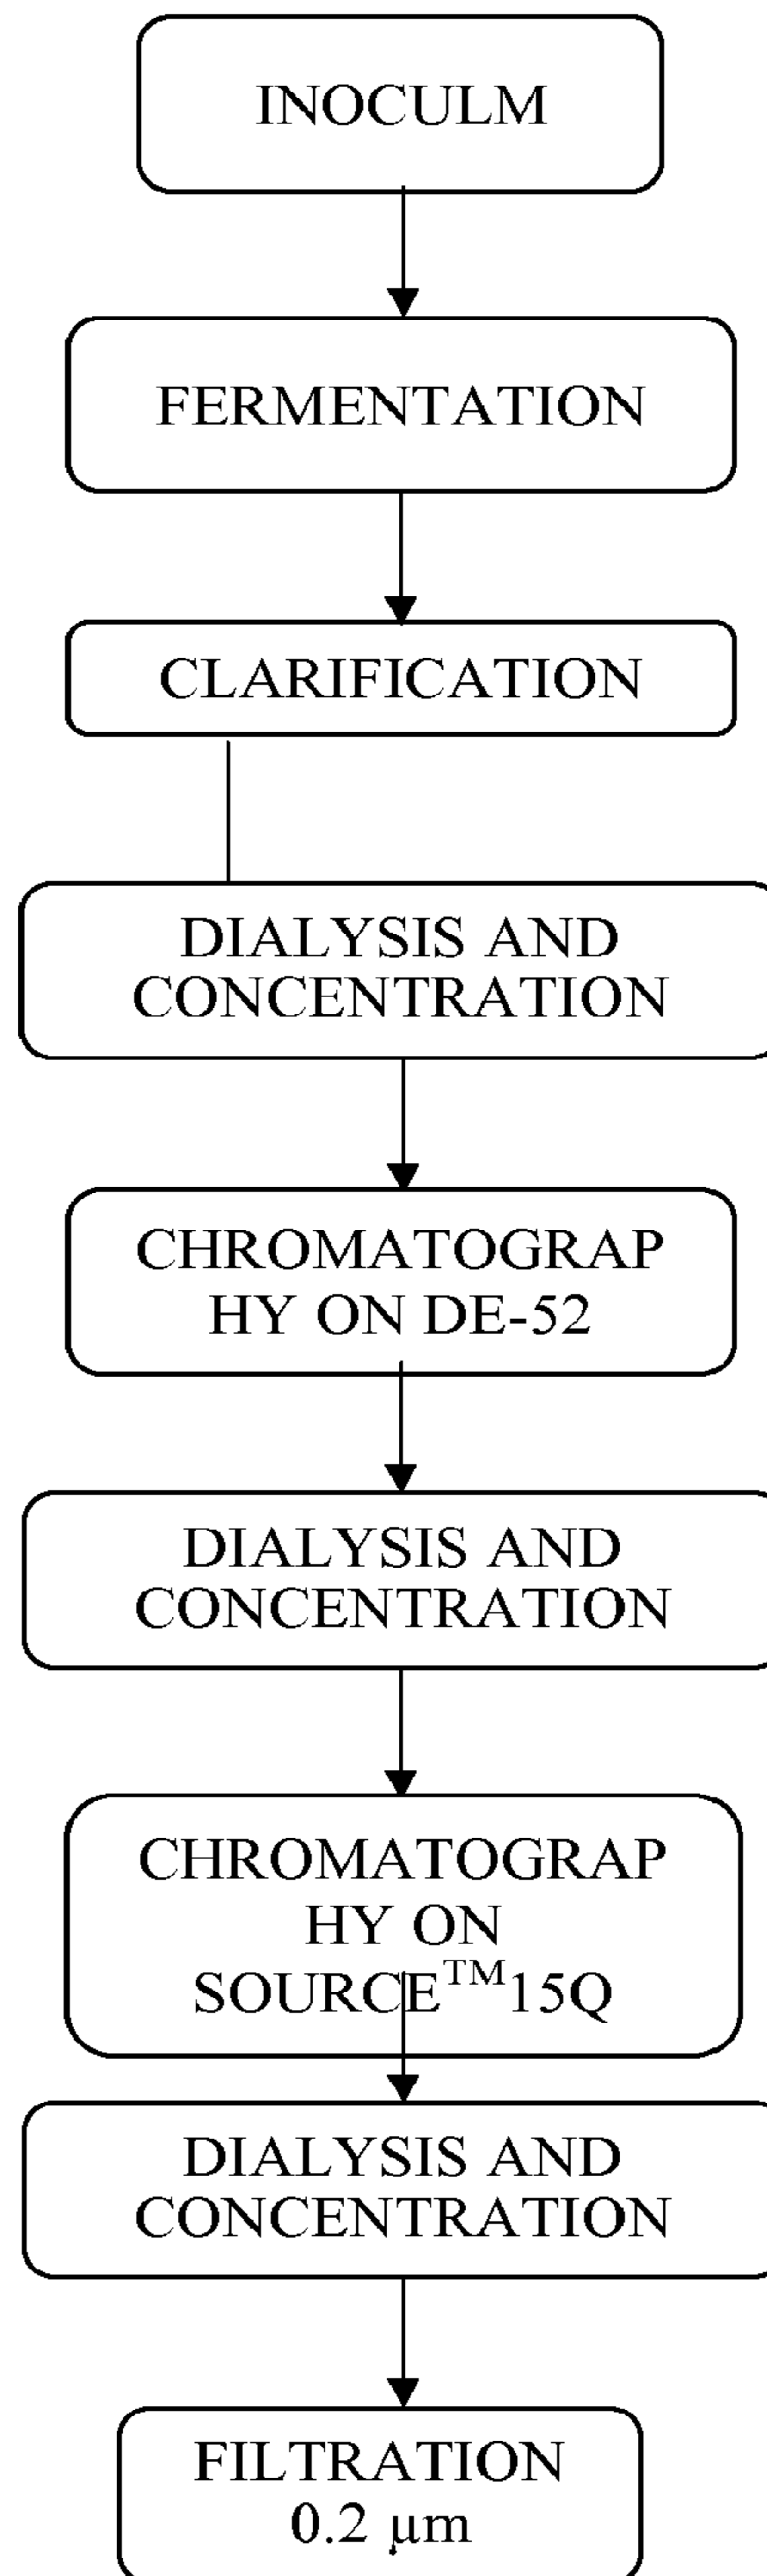 INOCULM
FERMENTATION
CLARIFICATION
DIALYSIS AND
CONCENTRATION
CHROMATOGRAP
HY ON DE-52
DIALYSIS AND
CONCENTRATION
CHROMATOGRAP
HY ON
SOURCE™15Q
DIALYSIS AND
CONCENTRATION
FILTRATION
0.2 µm